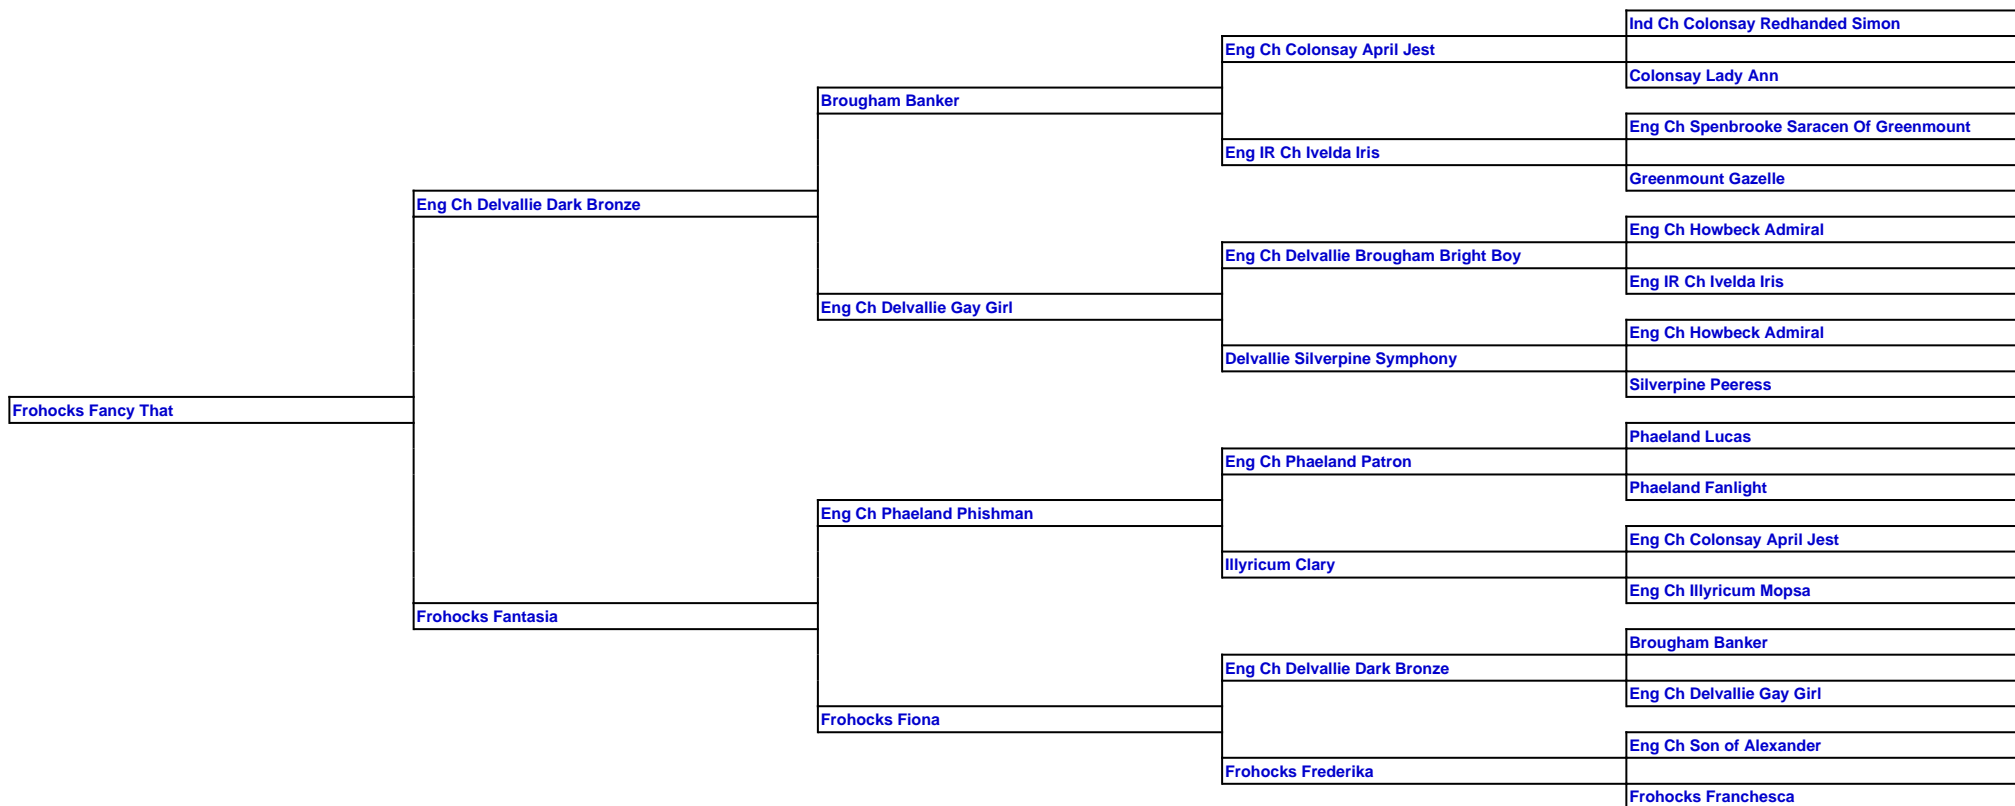 Ind Ch Colonsay Redhanded Simon
Eng Ch Colonsay April Jest
Colonsay Lady Ann
Brougham Banker
Eng Ch Spenbrooke Saracen Of Greenmount
Eng IR Ch Ivelda Iris
Greenmount Gazelle
Eng Ch Delvallie Dark Bronze
Eng Ch Howbeck Admiral
Eng Ch Delvallie Brougham Bright Boy
Eng IR Ch Ivelda Iris
Eng Ch Delvallie Gay Girl
Eng Ch Howbeck Admiral
Delvallie Silverpine Symphony
Silverpine Peeress
Frohocks Fancy That
Phaeland Lucas
Eng Ch Phaeland Patron
Phaeland Fanlight
Eng Ch Phaeland Phishman
Eng Ch Colonsay April Jest
Illyricum Clary
Eng Ch Illyricum Mopsa
Frohocks Fantasia
Brougham Banker
Eng Ch Delvallie Dark Bronze
Eng Ch Delvallie Gay Girl
Frohocks Fiona
Eng Ch Son of Alexander
Frohocks Frederika
Frohocks Franchesca